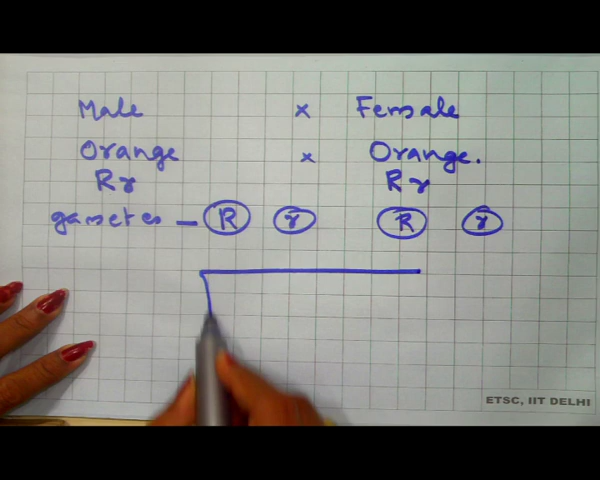 Male × Female
Orange × Orange.
Rr Rr
gametes — R r R r
ETSC, IIT DELHI